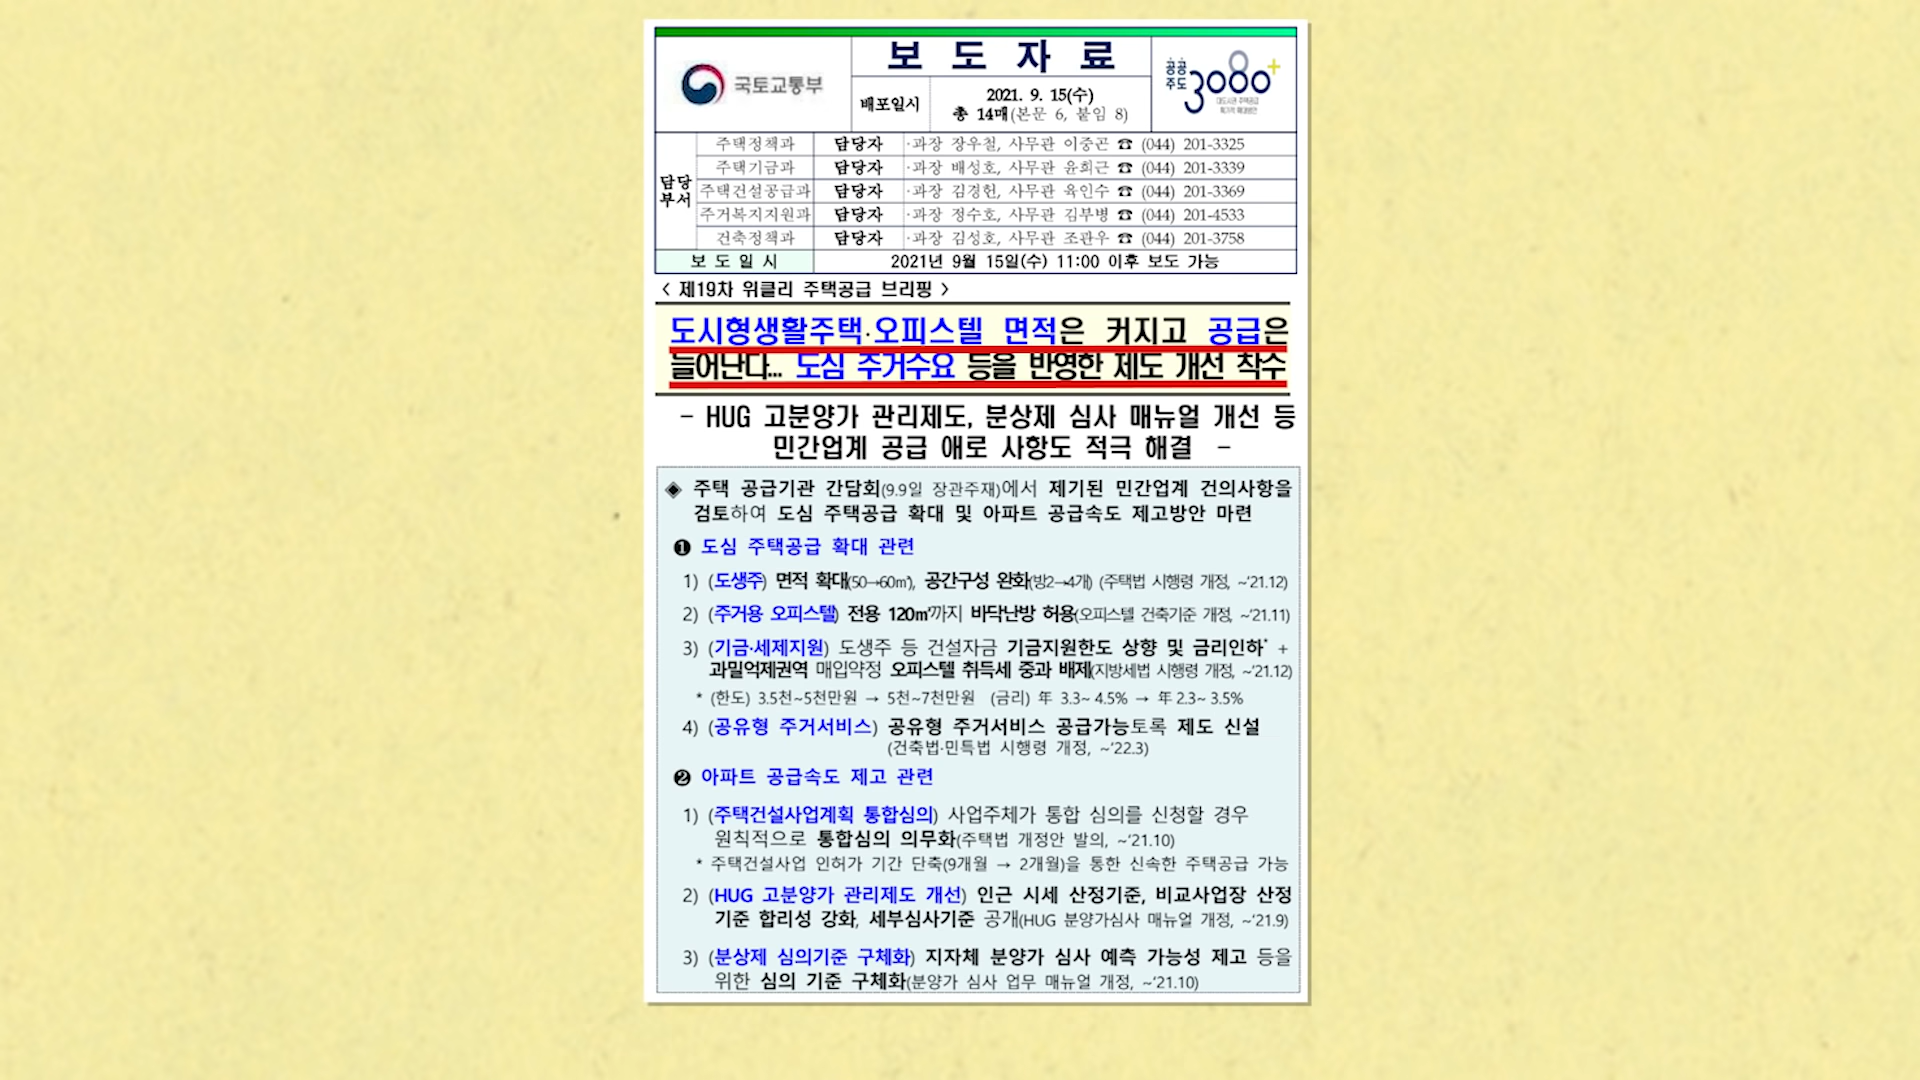 국토교통부
보 도 자 료
배포일시
2021. 9. 15(수)
총 14매(본문 6, 붙임 8)
공공주도 3080+
담당부서
주택정책과 담당자 ·과장 장우철, 사무관 이중곤 ☎ (044) 201-3325
주택기금과 담당자 ·과장 배성호, 사무관 윤희근 ☎ (044) 201-3339
주택건설공급과 담당자 ·과장 김경헌, 사무관 육인수 ☎ (044) 201-3369
주거복지지원과 담당자 ·과장 정수호, 사무관 김부병 ☎ (044) 201-4533
건축정책과 담당자 ·과장 김성호, 사무관 조관우 ☎ (044) 201-3758
보 도 일 시 2021년 9월 15일(수) 11:00 이후 보도 가능
< 제19차 위클리 주택공급 브리핑 >
도시형생활주택·오피스텔 면적은 커지고 공급은
늘어난다... 도심 주거수요 등을 반영한 제도 개선 착수
- HUG 고분양가 관리제도, 분상제 심사 매뉴얼 개선 등
민간업계 공급 애로 사항도 적극 해결 -
◈ 주택 공급기관 간담회(9.9일 장관주재)에서 제기된 민간업계 건의사항을
검토하여 도심 주택공급 확대 및 아파트 공급속도 제고방안 마련
❶ 도심 주택공급 확대 관련
1) (도생주) 면적 확대(50→60㎡), 공간구성 완화(방2→4개) (주택법 시행령 개정, ~'21.12)
2) (주거용 오피스텔) 전용 120㎡까지 바닥난방 허용(오피스텔 건축기준 개정, ~'21.11)
3) (기금·세제지원) 도생주 등 건설자금 기금지원한도 상향 및 금리인하* +
과밀억제권역 매입약정 오피스텔 취득세 중과 배제(지방세법 시행령 개정, ~'21.12)
* (한도) 3.5천~5천만원 → 5천~7천만원 (금리) 年 3.3~ 4.5% → 年 2.3~ 3.5%
4) (공유형 주거서비스) 공유형 주거서비스 공급가능토록 제도 신설
(건축법·민특법 시행령 개정, ~'22.3)
❷ 아파트 공급속도 제고 관련
1) (주택건설사업계획 통합심의) 사업주체가 통합 심의를 신청할 경우
원칙적으로 통합심의 의무화(주택법 개정안 발의, ~'21.10)
* 주택건설사업 인허가 기간 단축(9개월 → 2개월)을 통한 신속한 주택공급 가능
2) (HUG 고분양가 관리제도 개선) 인근 시세 산정기준, 비교사업장 산정
기준 합리성 강화, 세부심사기준 공개(HUG 분양가심사 매뉴얼 개정, ~'21.9)
3) (분상제 심의기준 구체화) 지자체 분양가 심사 예측 가능성 제고 등을
위한 심의 기준 구체화(분양가 심사 업무 매뉴얼 개정, ~'21.10)